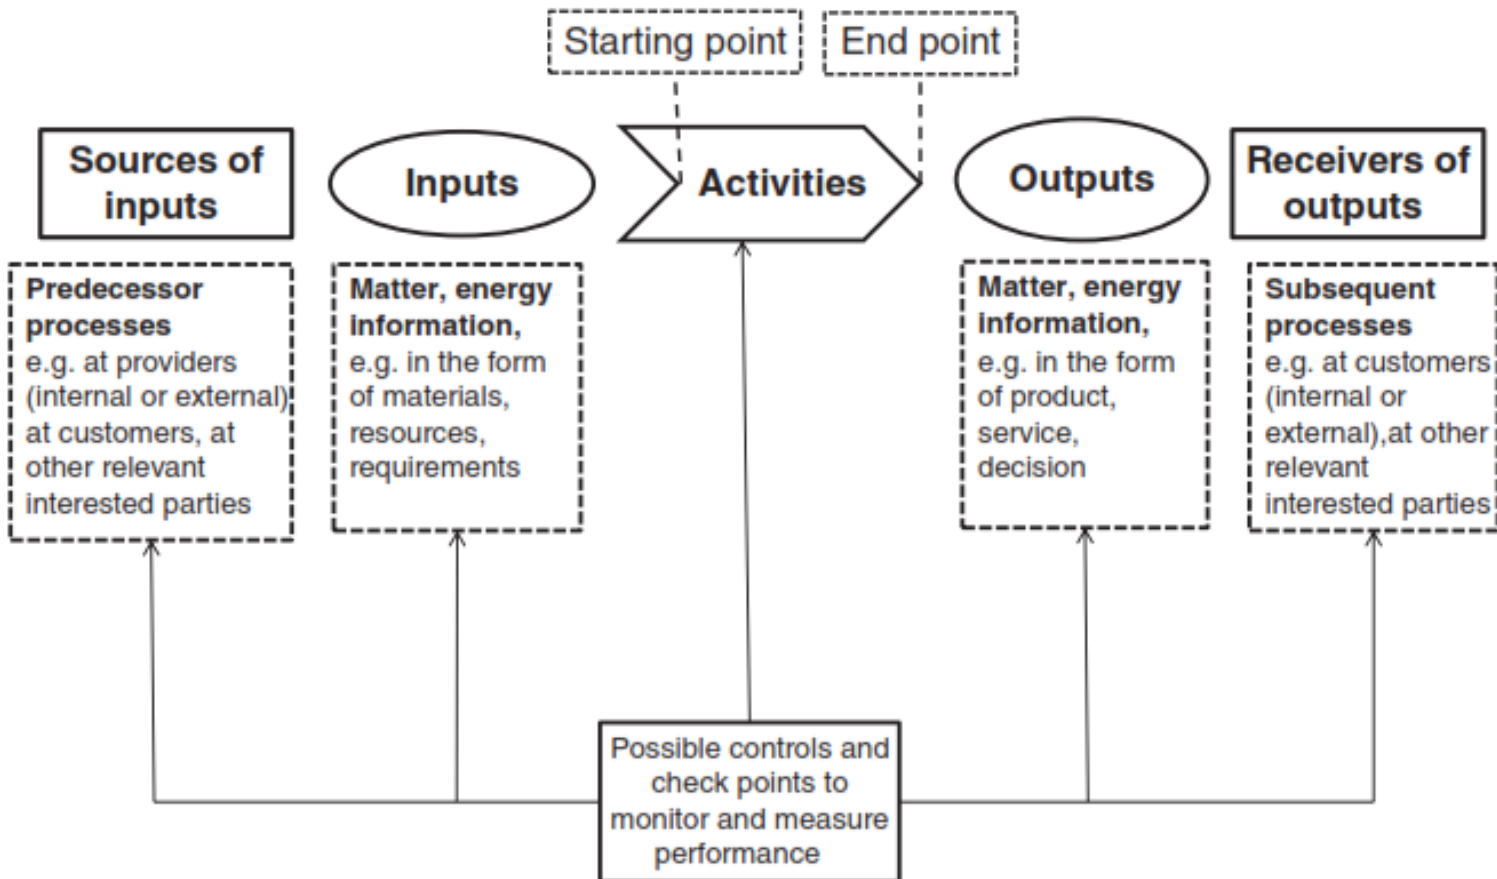 Starting point
End point
Sources of
inputs
Inputs
Activities
Outputs
Receivers of
outputs
Predecessor
processes
e.g. at providers
(internal or external)
at customers, at
other relevant
interested parties
Matter, energy
information,
e.g. in the form
of materials,
resources,
requirements
Matter, energy
information,
e.g. in the form
of product,
service,
decision
Subsequent
processes
e.g. at customers
(internal or
external),at other
relevant
interested parties
Possible controls and
check points to
monitor and measure
performance